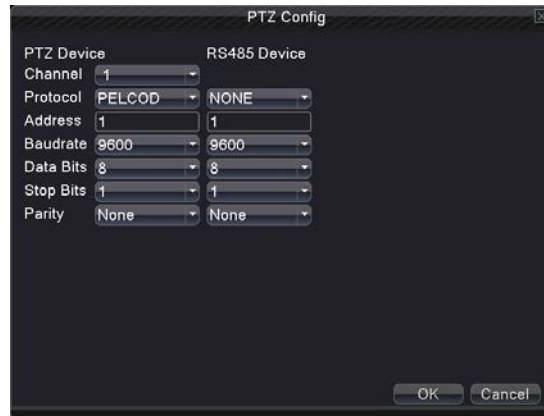 PTZ Config
PTZ Device RS485 Device
Channel 1
Protocol PELCOD NONE
Address 1 1
Baudrate 9600 9600
Data Bits 8 8
Stop Bits 1 1
Parity None None
OK Cancel